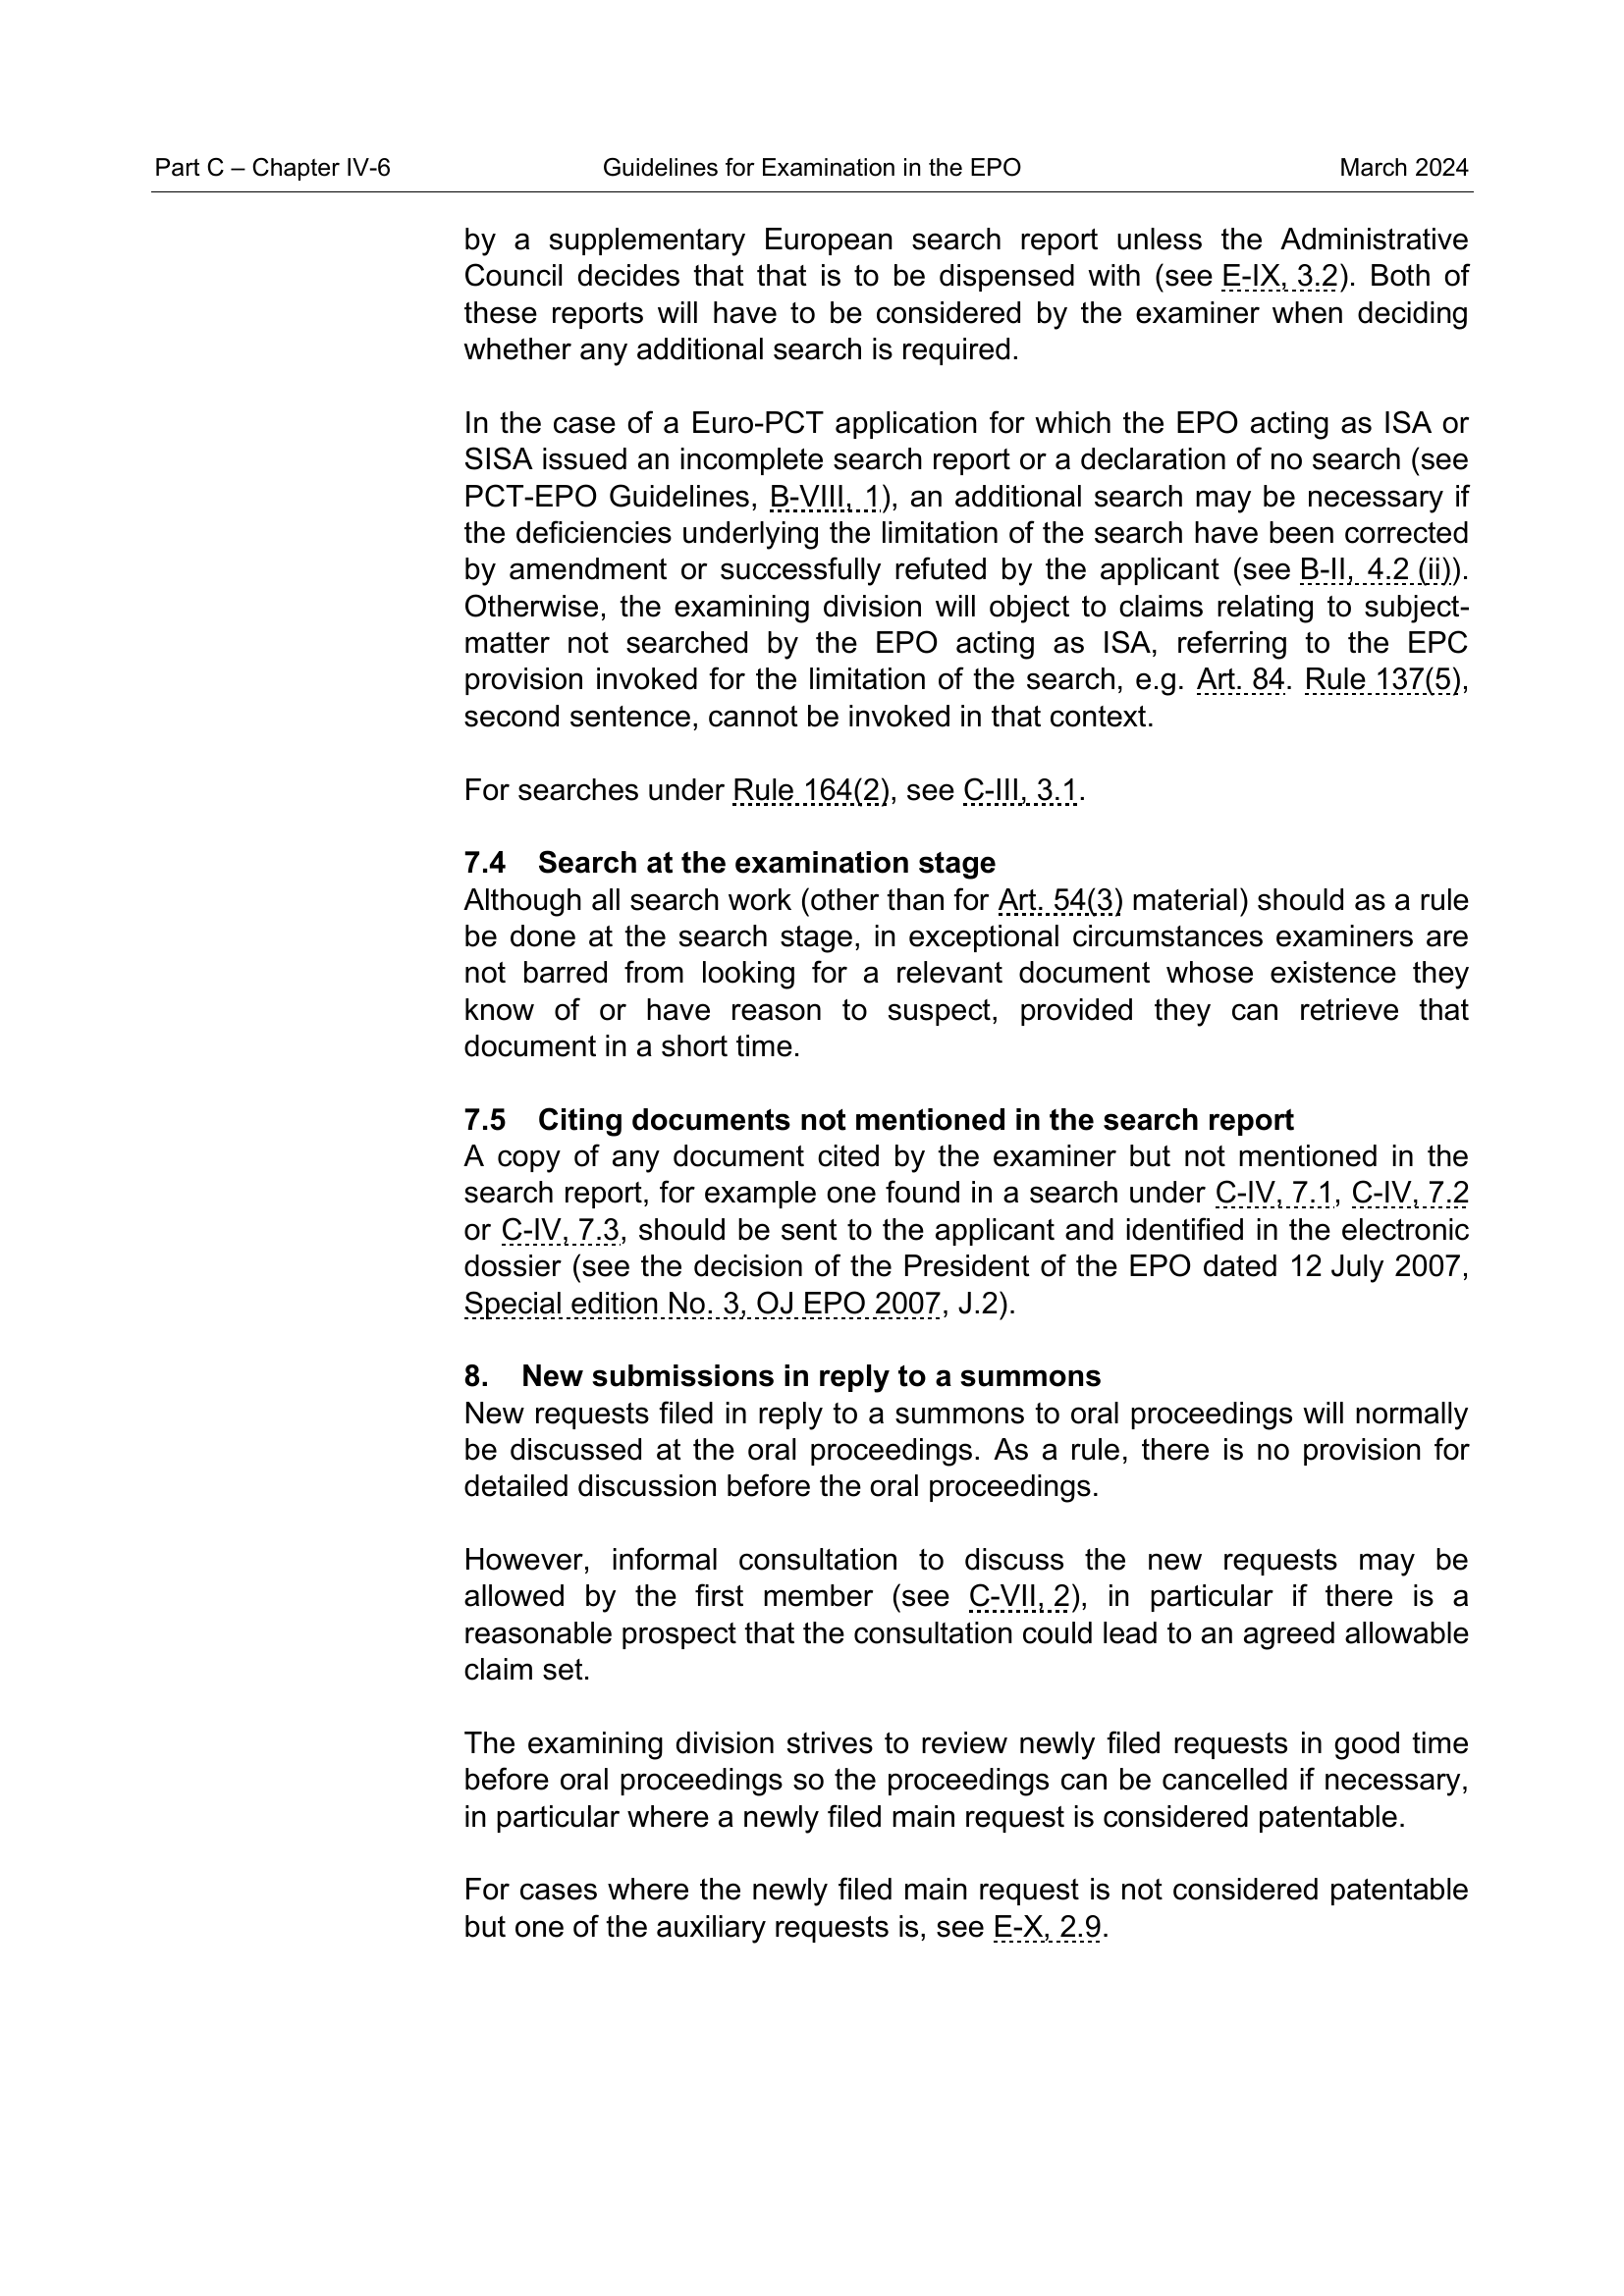 Part C – Chapter IV-6 Guidelines for Examination in the EPO March 2024
by a supplementary European search report unless the Administrative
Council decides that that is to be dispensed with (see E-IX, 3.2). Both of
these reports will have to be considered by the examiner when deciding
whether any additional search is required.
In the case of a Euro-PCT application for which the EPO acting as ISA or
SISA issued an incomplete search report or a declaration of no search (see
PCT-EPO Guidelines, B-VIII, 1), an additional search may be necessary if
the deficiencies underlying the limitation of the search have been corrected
by amendment or successfully refuted by the applicant (see B-II, 4.2 (ii)).
Otherwise, the examining division will object to claims relating to subject-
matter not searched by the EPO acting as ISA, referring to the EPC
provision invoked for the limitation of the search, e.g. Art. 84. Rule 137(5),
second sentence, cannot be invoked in that context.
For searches under Rule 164(2), see C-III, 3.1.
7.4 Search at the examination stage
Although all search work (other than for Art. 54(3) material) should as a rule
be done at the search stage, in exceptional circumstances examiners are
not barred from looking for a relevant document whose existence they
know of or have reason to suspect, provided they can retrieve that
document in a short time.
7.5 Citing documents not mentioned in the search report
A copy of any document cited by the examiner but not mentioned in the
search report, for example one found in a search under C-IV, 7.1, C-IV, 7.2
or C-IV, 7.3, should be sent to the applicant and identified in the electronic
dossier (see the decision of the President of the EPO dated 12 July 2007,
Special edition No. 3, OJ EPO 2007, J.2).
8. New submissions in reply to a summons
New requests filed in reply to a summons to oral proceedings will normally
be discussed at the oral proceedings. As a rule, there is no provision for
detailed discussion before the oral proceedings.
However, informal consultation to discuss the new requests may be
allowed by the first member (see C-VII, 2), in particular if there is a
reasonable prospect that the consultation could lead to an agreed allowable
claim set.
The examining division strives to review newly filed requests in good time
before oral proceedings so the proceedings can be cancelled if necessary,
in particular where a newly filed main request is considered patentable.
For cases where the newly filed main request is not considered patentable
but one of the auxiliary requests is, see E-X, 2.9.